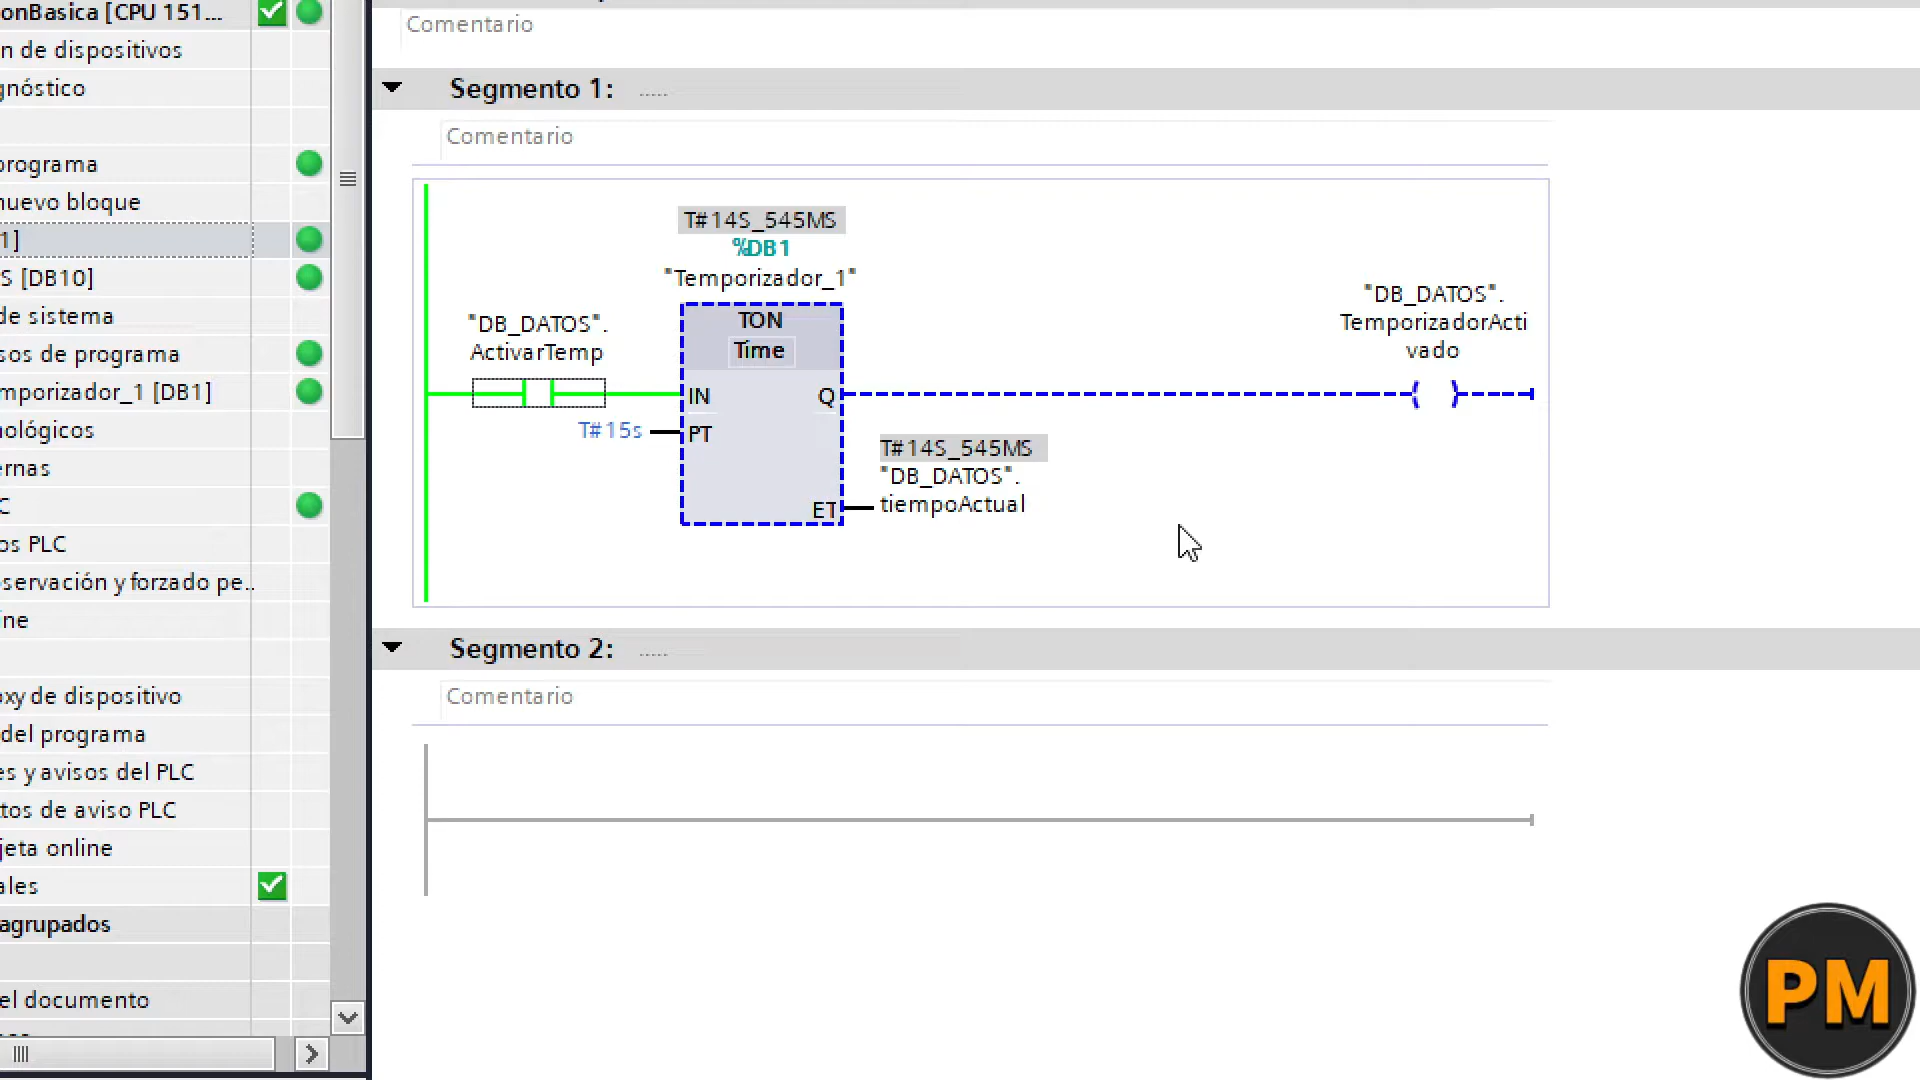 onBasica [CPU 151...
n de dispositivos
gnóstico
programa
nuevo bloque
1]
S [DB10]
de sistema
sos de programa
mporizador_1 [DB1]
nológicos
ernas
C
os PLC
servación y forzado pe..
ine
oxy de dispositivo
del programa
es y avisos del PLC
tos de aviso PLC
jeta online
ales
agrupados
el documento
Comentario
Segmento 1: .....
Comentario
T#14S_545MS
%DB1
"Temporizador_1"
TON
Time
"DB_DATOS".
ActivarTemp
IN Q
T#15s PT
ET
T#14S_545MS
"DB_DATOS".
tiempoActual
"DB_DATOS".
TemporizadorActi
vado
Segmento 2: .....
Comentario
PM